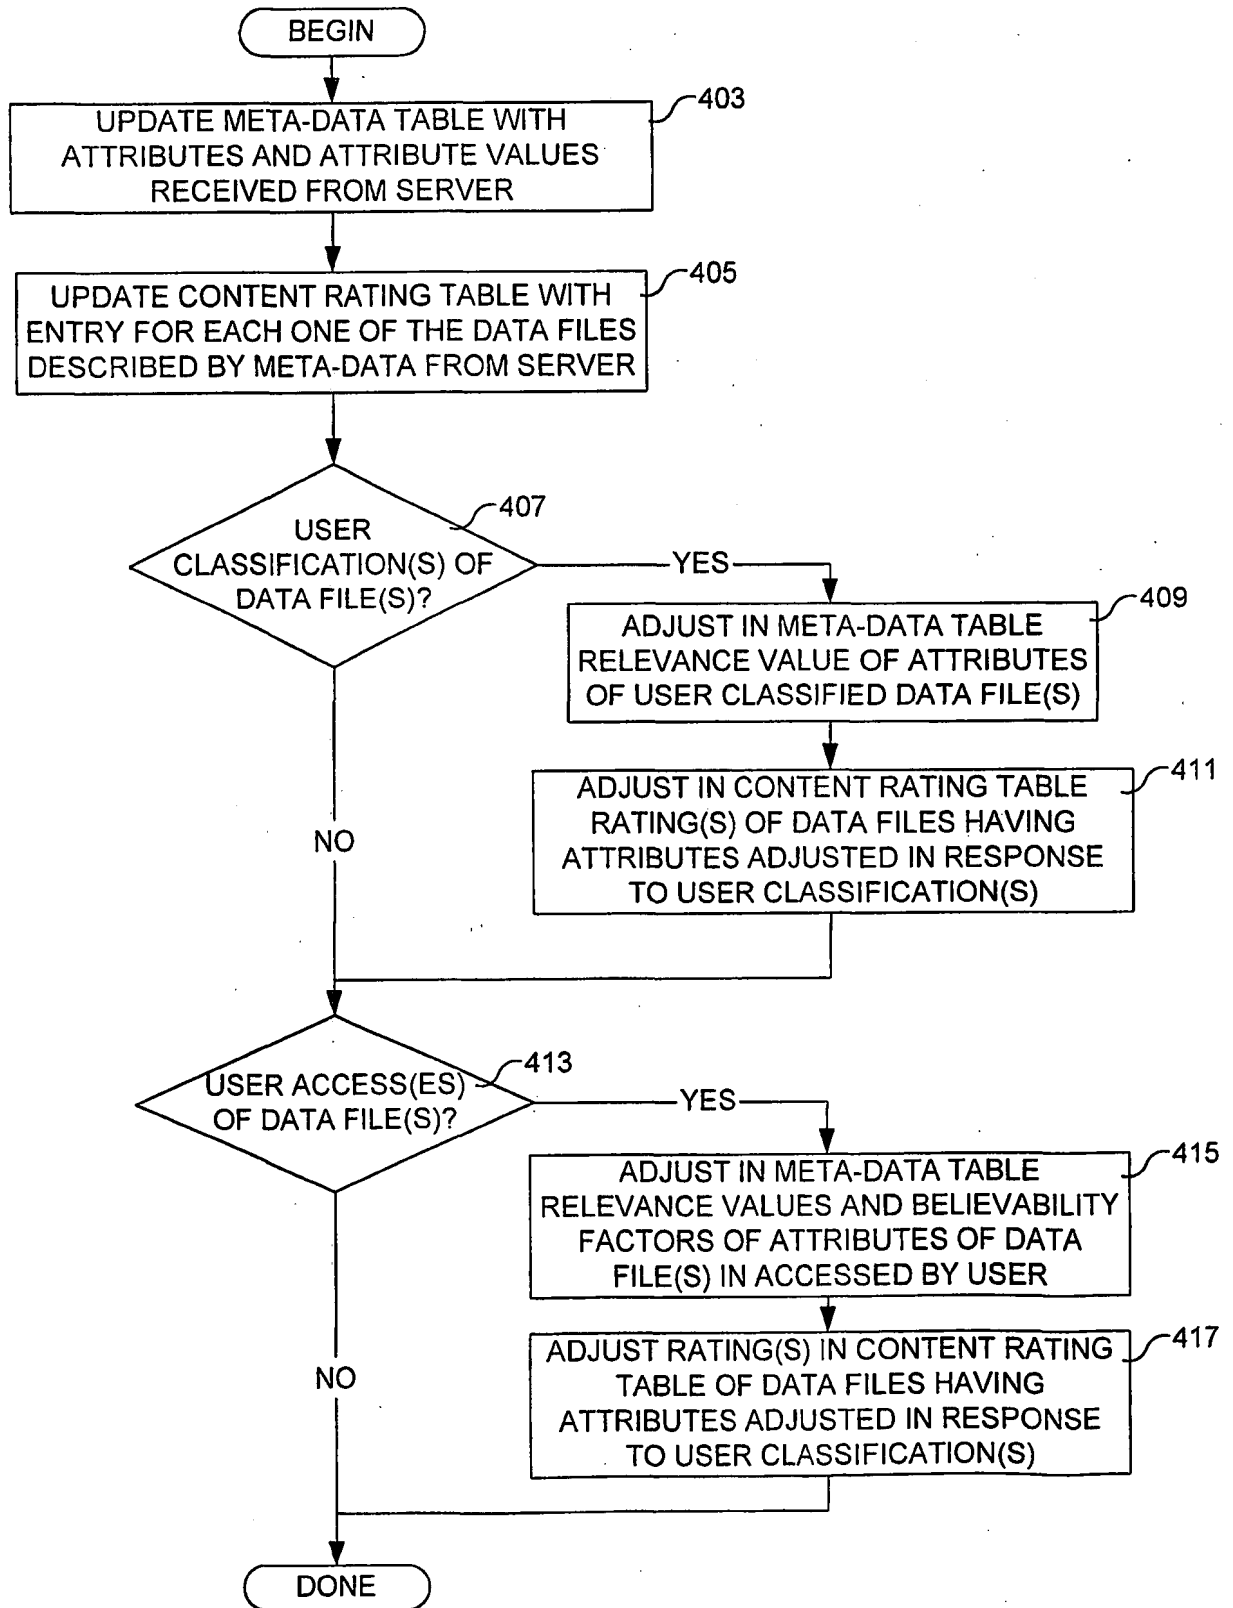 BEGIN
403
UPDATE META-DATA TABLE WITH
ATTRIBUTES AND ATTRIBUTE VALUES
RECEIVED FROM SERVER
405
UPDATE CONTENT RATING TABLE WITH
ENTRY FOR EACH ONE OF THE DATA FILES
DESCRIBED BY META-DATA FROM SERVER
407
USER
CLASSIFICATION(S) OF
DATA FILE(S)?
YES
409
ADJUST IN META-DATA TABLE
RELEVANCE VALUE OF ATTRIBUTES
OF USER CLASSIFIED DATA FILE(S)
411
ADJUST IN CONTENT RATING TABLE
RATING(S) OF DATA FILES HAVING
ATTRIBUTES ADJUSTED IN RESPONSE
TO USER CLASSIFICATION(S)
NO
413
USER ACCESS(ES)
OF DATA FILE(S)?
YES
415
ADJUST IN META-DATA TABLE
RELEVANCE VALUES AND BELIEVABILITY
FACTORS OF ATTRIBUTES OF DATA
FILE(S) IN ACCESSED BY USER
417
ADJUST RATING(S) IN CONTENT RATING
TABLE OF DATA FILES HAVING
ATTRIBUTES ADJUSTED IN RESPONSE
TO USER CLASSIFICATION(S)
NO
DONE